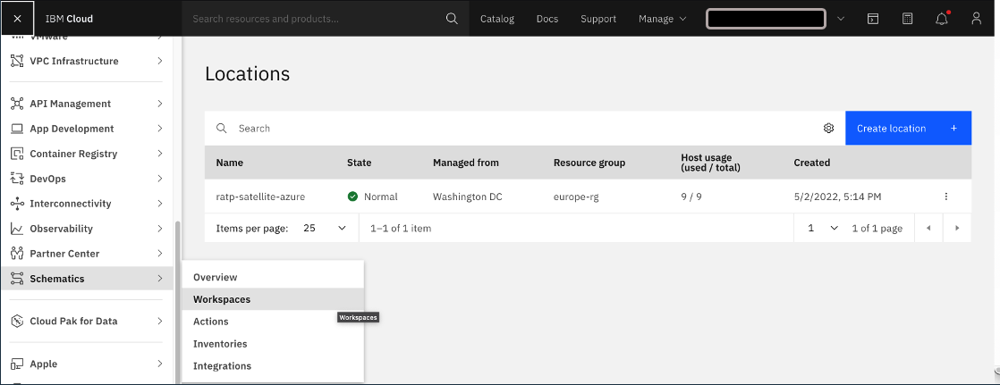 IBM Cloud
Search resources and products...
Catalog
Docs
Support
Manage
VMware
VPC Infrastructure
API Management
App Development
Container Registry
DevOps
Interconnectivity
Observability
Partner Center
Schematics
Cloud Pak for Data
Apple
Overview
Workspaces
Workspaces
Actions
Inventories
Integrations
Locations
Search
Create location +
Name State Managed from Resource group Host usage (used / total) Created
ratp-satellite-azure Normal Washington DC europe-rg 9 / 9 5/2/2022, 5:14 PM
Items per page: 25 1–1 of 1 item 1 1 of 1 page